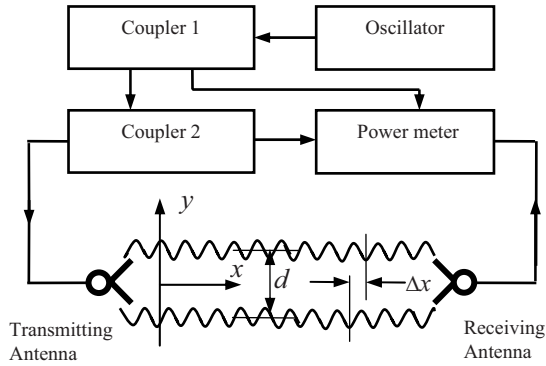 Coupler 1
Oscillator
Coupler 2
Power meter
y
x
d
Δx
Transmitting
Antenna
Receiving
Antenna